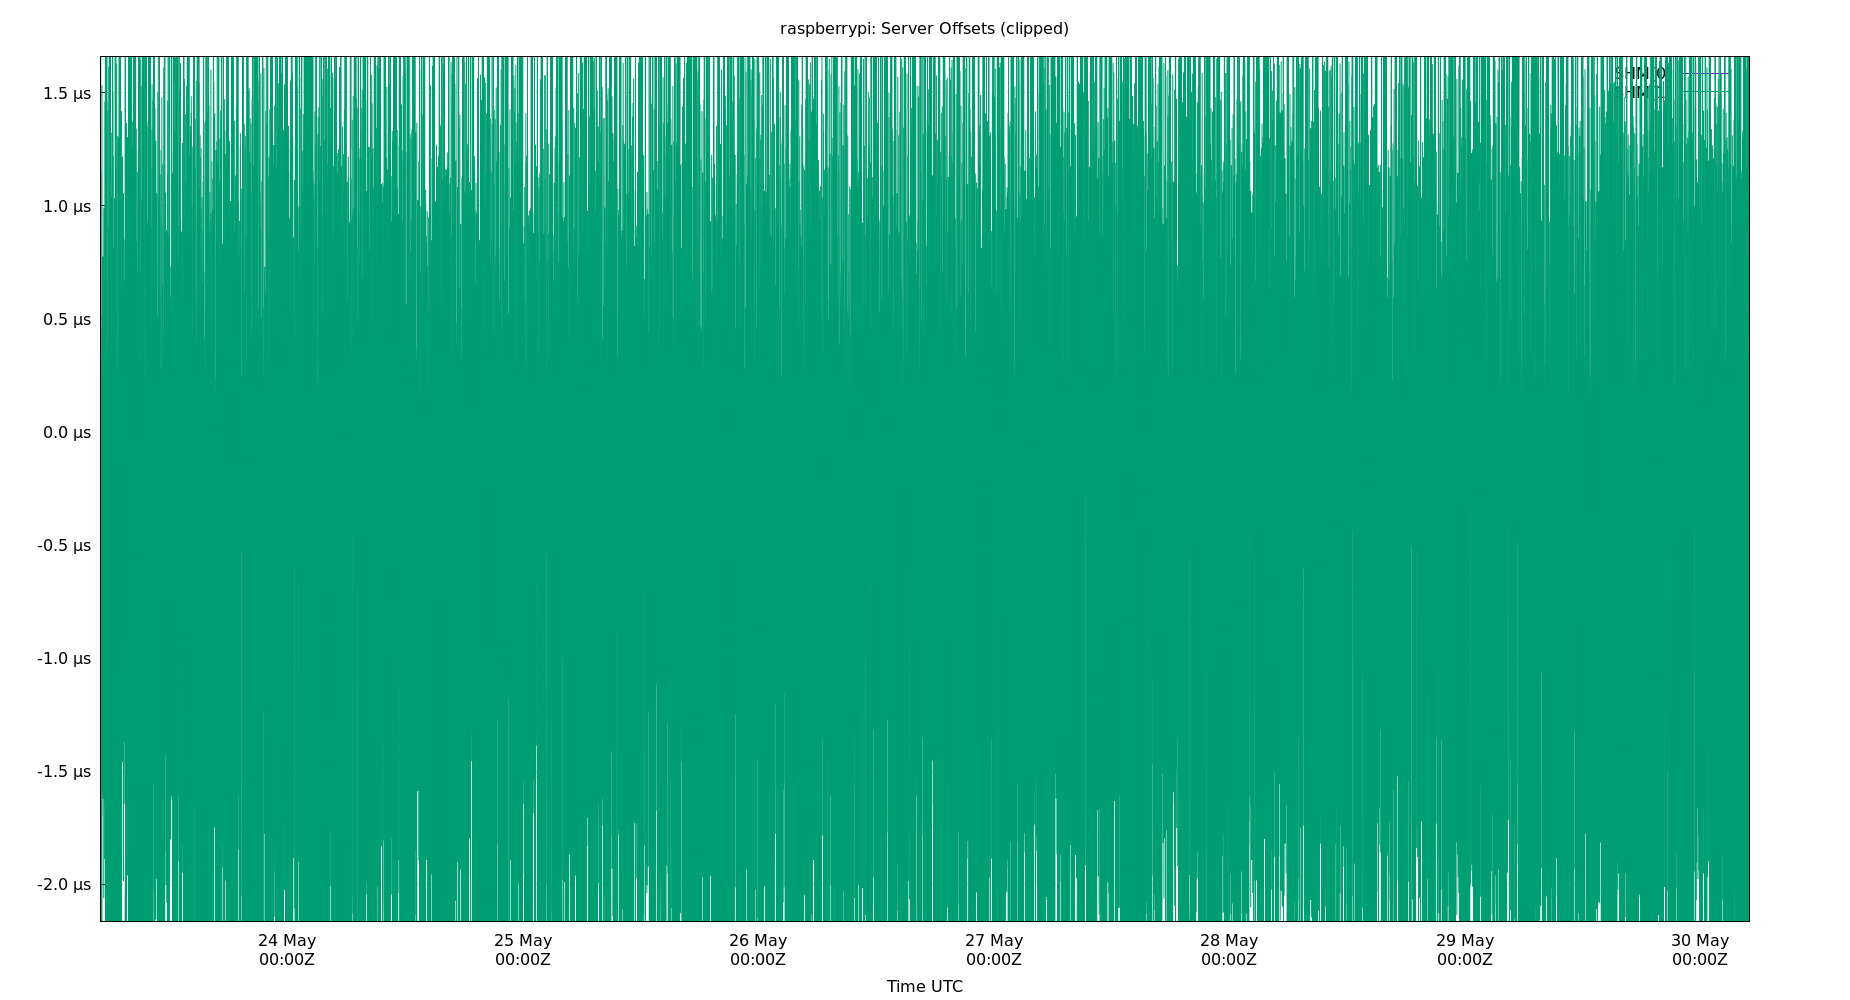 raspberrypi: Server Offsets (clipped)
1.5 µs
1.0 µs
0.5 µs
0.0 µs
-0.5 µs
-1.0 µs
-1.5 µs
-2.0 µs
24 May
00:00Z
25 May
00:00Z
26 May
00:00Z
27 May
00:00Z
28 May
00:00Z
29 May
00:00Z
30 May
00:00Z
Time UTC